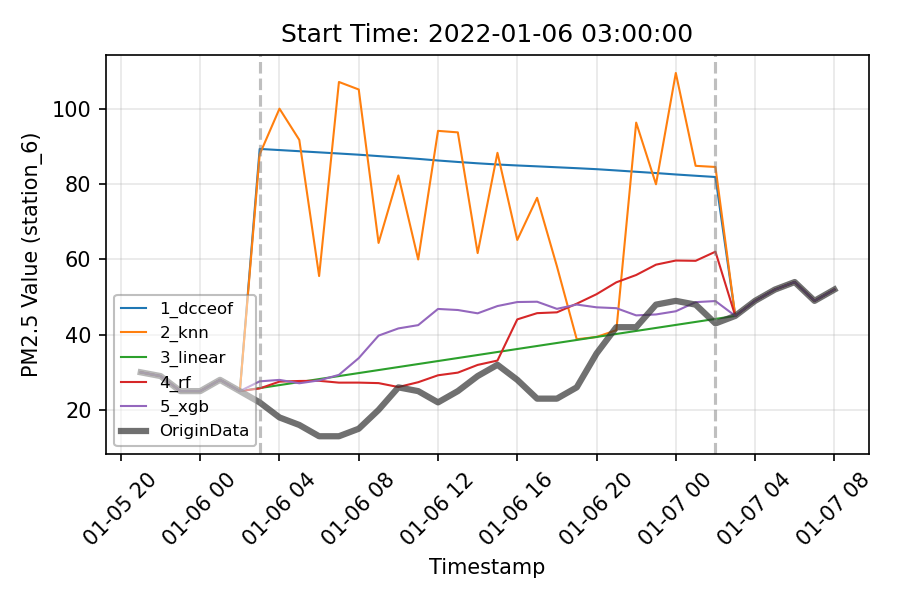 Start Time: 2022-01-06 03:00:00
PM2.5 Value (station_6)
100
80
60
40
20
1_dcceof
2_knn
3_linear
4_rf
5_xgb
OriginData
01-05 20
01-06 00
01-06 04
01-06 08
01-06 12
01-06 16
01-06 20
01-07 00
01-07 04
01-07 08
Timestamp